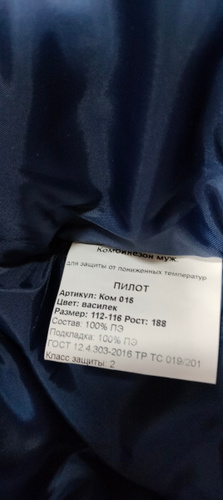 Комбинезон муж.
для защиты от пониженных температур
ПИЛОТ
Артикул: Ком 015
Цвет: василек
Размер: 112-116 Рост: 188
Состав: 100% ПЭ
Подкладка: 100% ПЭ
ГОСТ 12.4.303-2016 ТР ТС 019/201
Класс защиты: 2